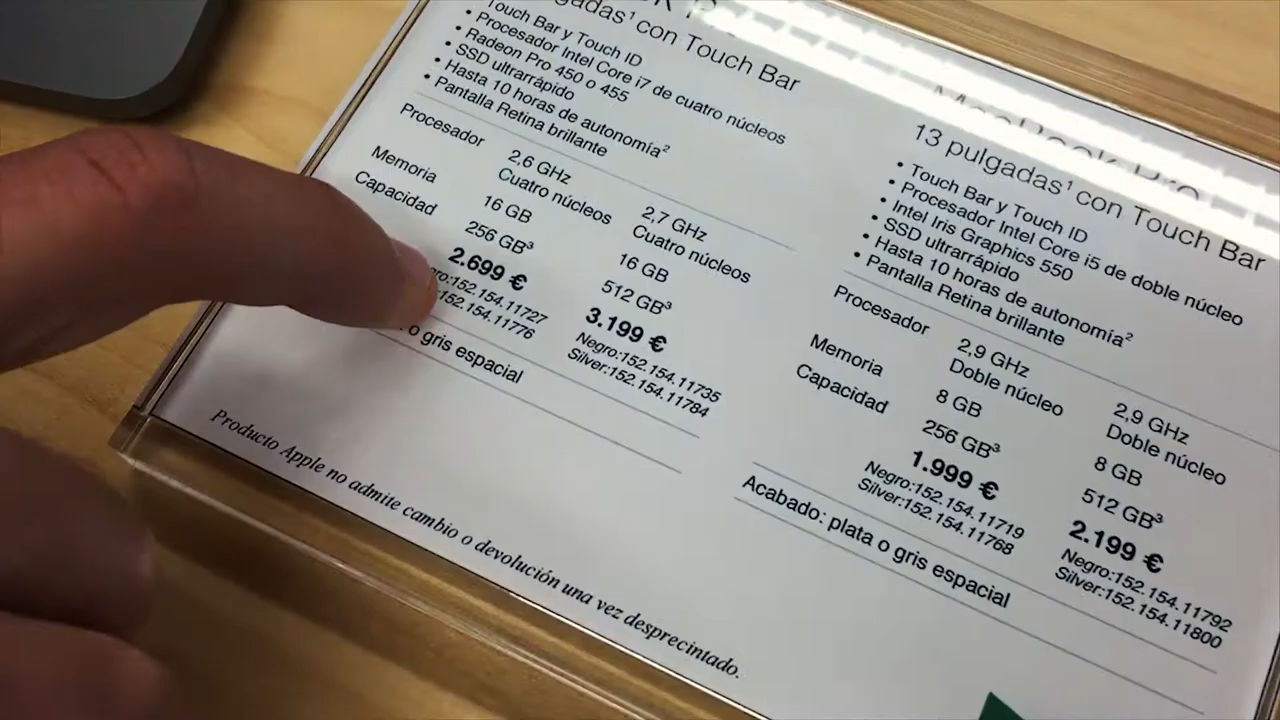 pulgadas¹ con Touch Bar
• Touch Bar y Touch ID
• Procesador Intel Core i7 de cuatro núcleos
• Radeon Pro 450 o 455
• SSD ultrarrápido
• Hasta 10 horas de autonomía²
• Pantalla Retina brillante
Procesador 2,6 GHz 2,7 GHz
Cuatro núcleos Cuatro núcleos
Memoria 16 GB 16 GB
Capacidad 256 GB³ 512 GB³
2.699 € 3.199 €
:152.154.11727 Negro:152.154.11735
:152.154.11776 Silver:152.154.11784
o gris espacial
Producto Apple no admite cambio o devolución una vez desprecintado.
MacBook Pro
13 pulgadas¹ con Touch Bar
• Touch Bar y Touch ID
• Procesador Intel Core i5 de doble núcleo
• Intel Iris Graphics 550
• SSD ultrarrápido
• Hasta 10 horas de autonomía²
• Pantalla Retina brillante
Procesador 2,9 GHz 2,9 GHz
Doble núcleo Doble núcleo
Memoria 8 GB 8 GB
Capacidad 256 GB³ 512 GB³
1.999 € 2.199 €
Negro:152.154.11719 Negro:152.154.11792
Silver:152.154.11768 Silver:152.154.11800
Acabado: plata o gris espacial